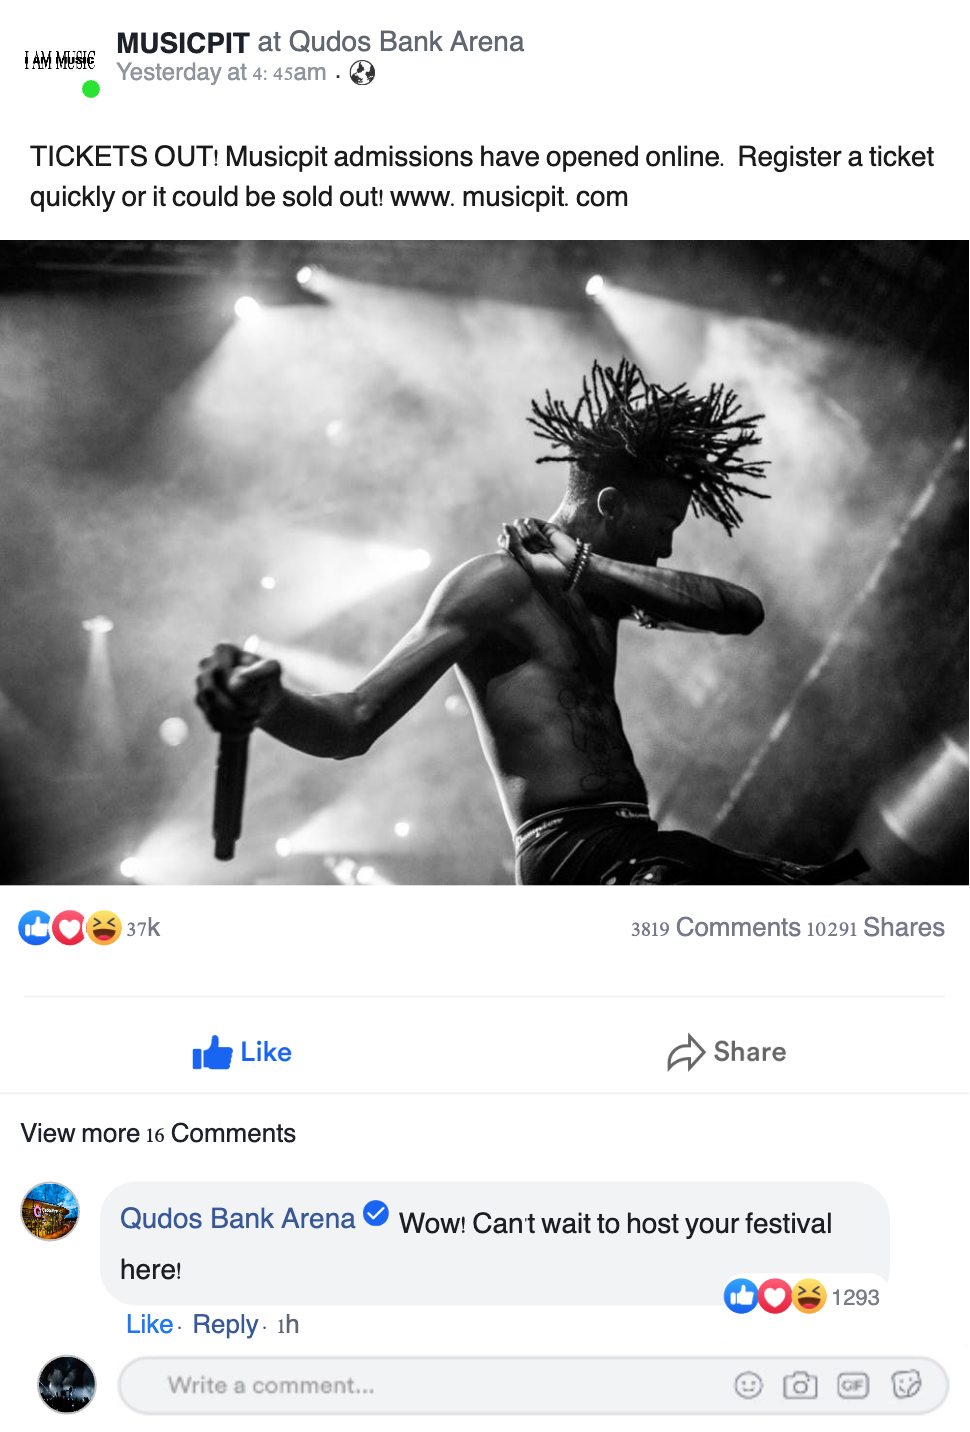 I AM MUSIC
MUSICPIT at Qudos Bank Arena
Yesterday at 4: 45am .
TICKETS OUT! Musicpit admissions have opened online. Register a ticket
quickly or it could be sold out! www. musicpit. com
Champion
37k
3819 Comments 10291 Shares
Like
Share
View more 16 Comments
Qudos Bank Arena Wow! Can't wait to host your festival
here!
1293
Like · Reply · 1h
Write a comment...
GIF